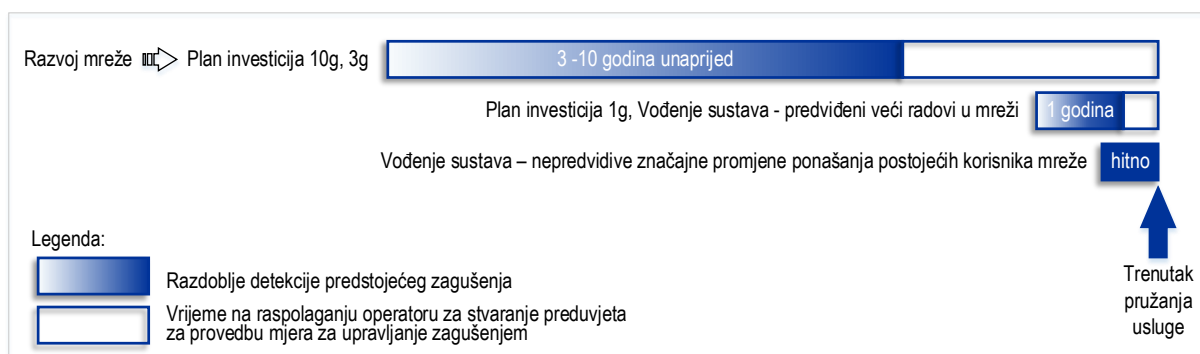 Razvoj mreže Plan investicija 10g, 3g 3 -10 godina unaprijed
Plan investicija 1g, Vođenje sustava - predviđeni veći radovi u mreži 1 godina
Vođenje sustava – nepredvidive značajne promjene ponašanja postojećih korisnika mreže hitno
Legenda:
Razdoblje detekcije predstojećeg zagušenja
Vrijeme na raspolaganju operatoru za stvaranje preduvjeta
za provedbu mjera za upravljanje zagušenjem
Trenutak
pružanja
usluge